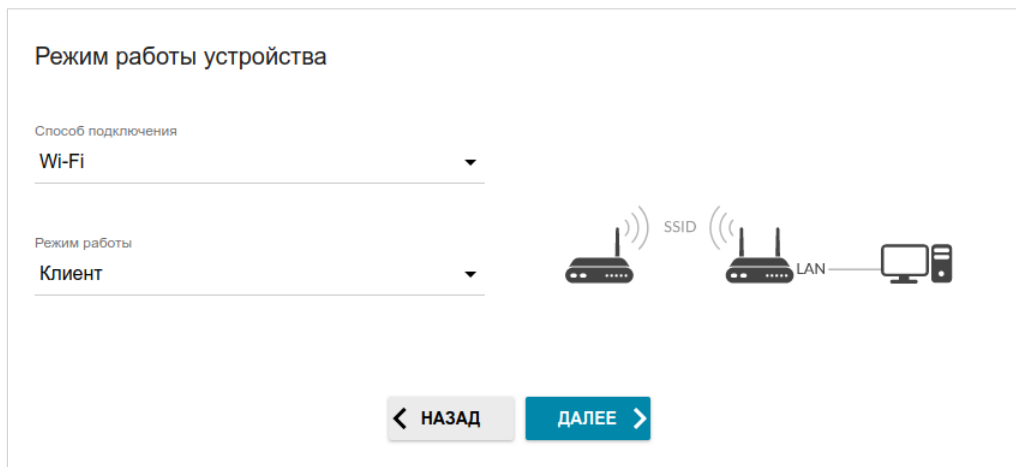 Режим работы устройства
Способ подключения
Wi-Fi
SSID
Режим работы
Клиент
LAN
НАЗАД
ДАЛЕЕ